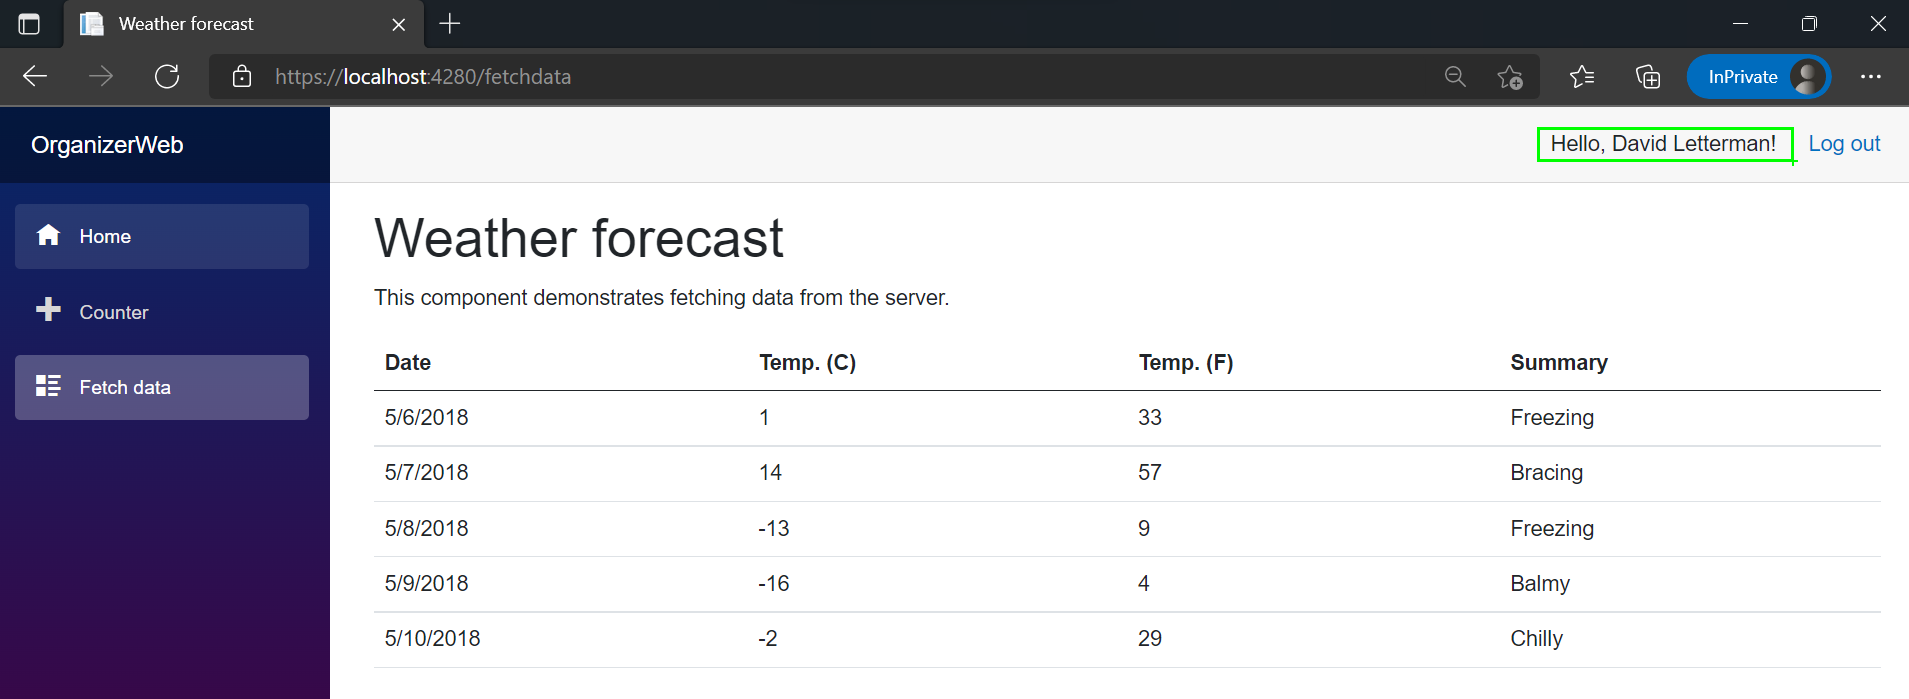 Weather forecast
https://localhost:4280/fetchdata
InPrivate
OrganizerWeb
Hello, David Letterman! Log out
Home
Counter
Fetch data
Weather forecast
This component demonstrates fetching data from the server.
Date Temp. (C) Temp. (F) Summary
5/6/2018 1 33 Freezing
5/7/2018 14 57 Bracing
5/8/2018 -13 9 Freezing
5/9/2018 -16 4 Balmy
5/10/2018 -2 29 Chilly